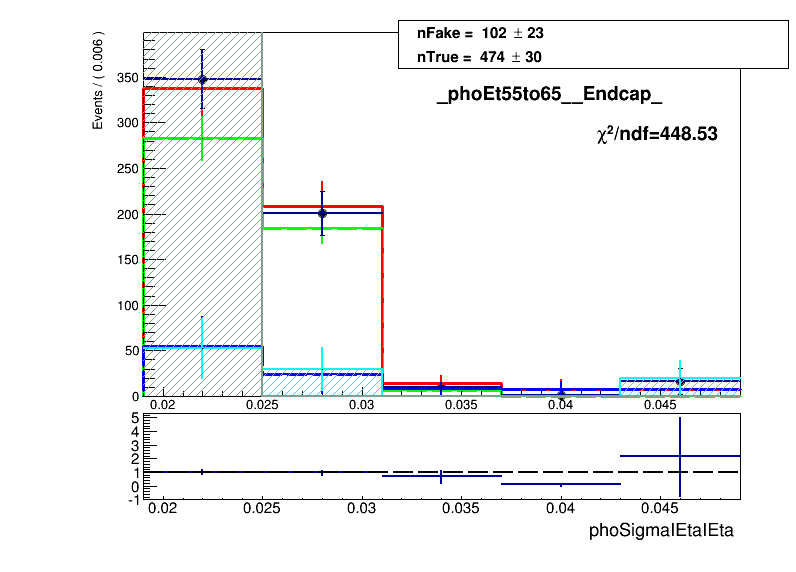 nFake = 102 ± 23
nTrue = 474 ± 30
_phoEt55to65__Endcap_
χ²/ndf=448.53
Events / ( 0.006 )
350
300
250
200
150
100
50
0
0.02 0.025 0.03 0.035 0.04 0.045
5
4
3
2
1
0
-1
0.02 0.025 0.03 0.035 0.04 0.045
phoSigmaIEtaIEta